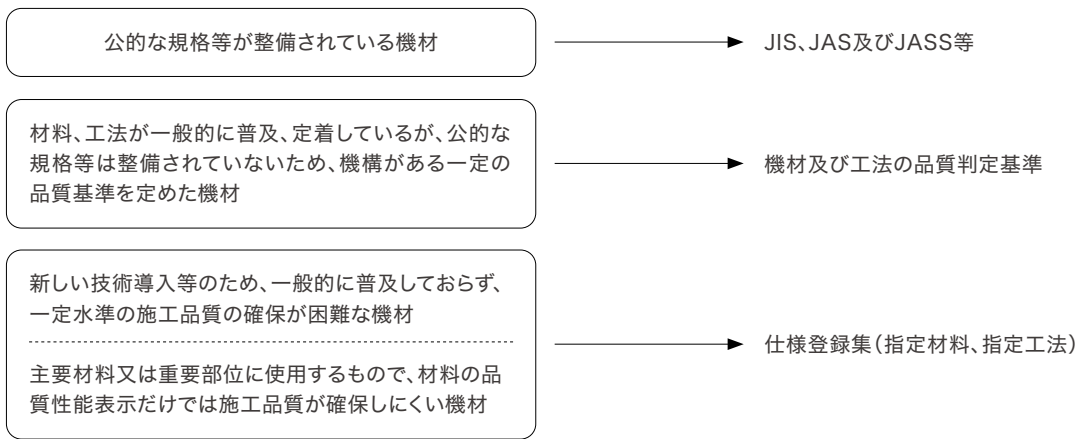 公的な規格等が整備されている機材
JIS、JAS及びJASS等
材料、工法が一般的に普及、定着しているが、公的な
規格等は整備されていないため、機構がある一定の
品質基準を定めた機材
機材及び工法の品質判定基準
新しい技術導入等のため、一般的に普及しておらず、
一定水準の施工品質の確保が困難な機材
主要材料又は重要部位に使用するもので、材料の品
質性能表示だけでは施工品質が確保しにくい機材
仕様登録集(指定材料、指定工法)